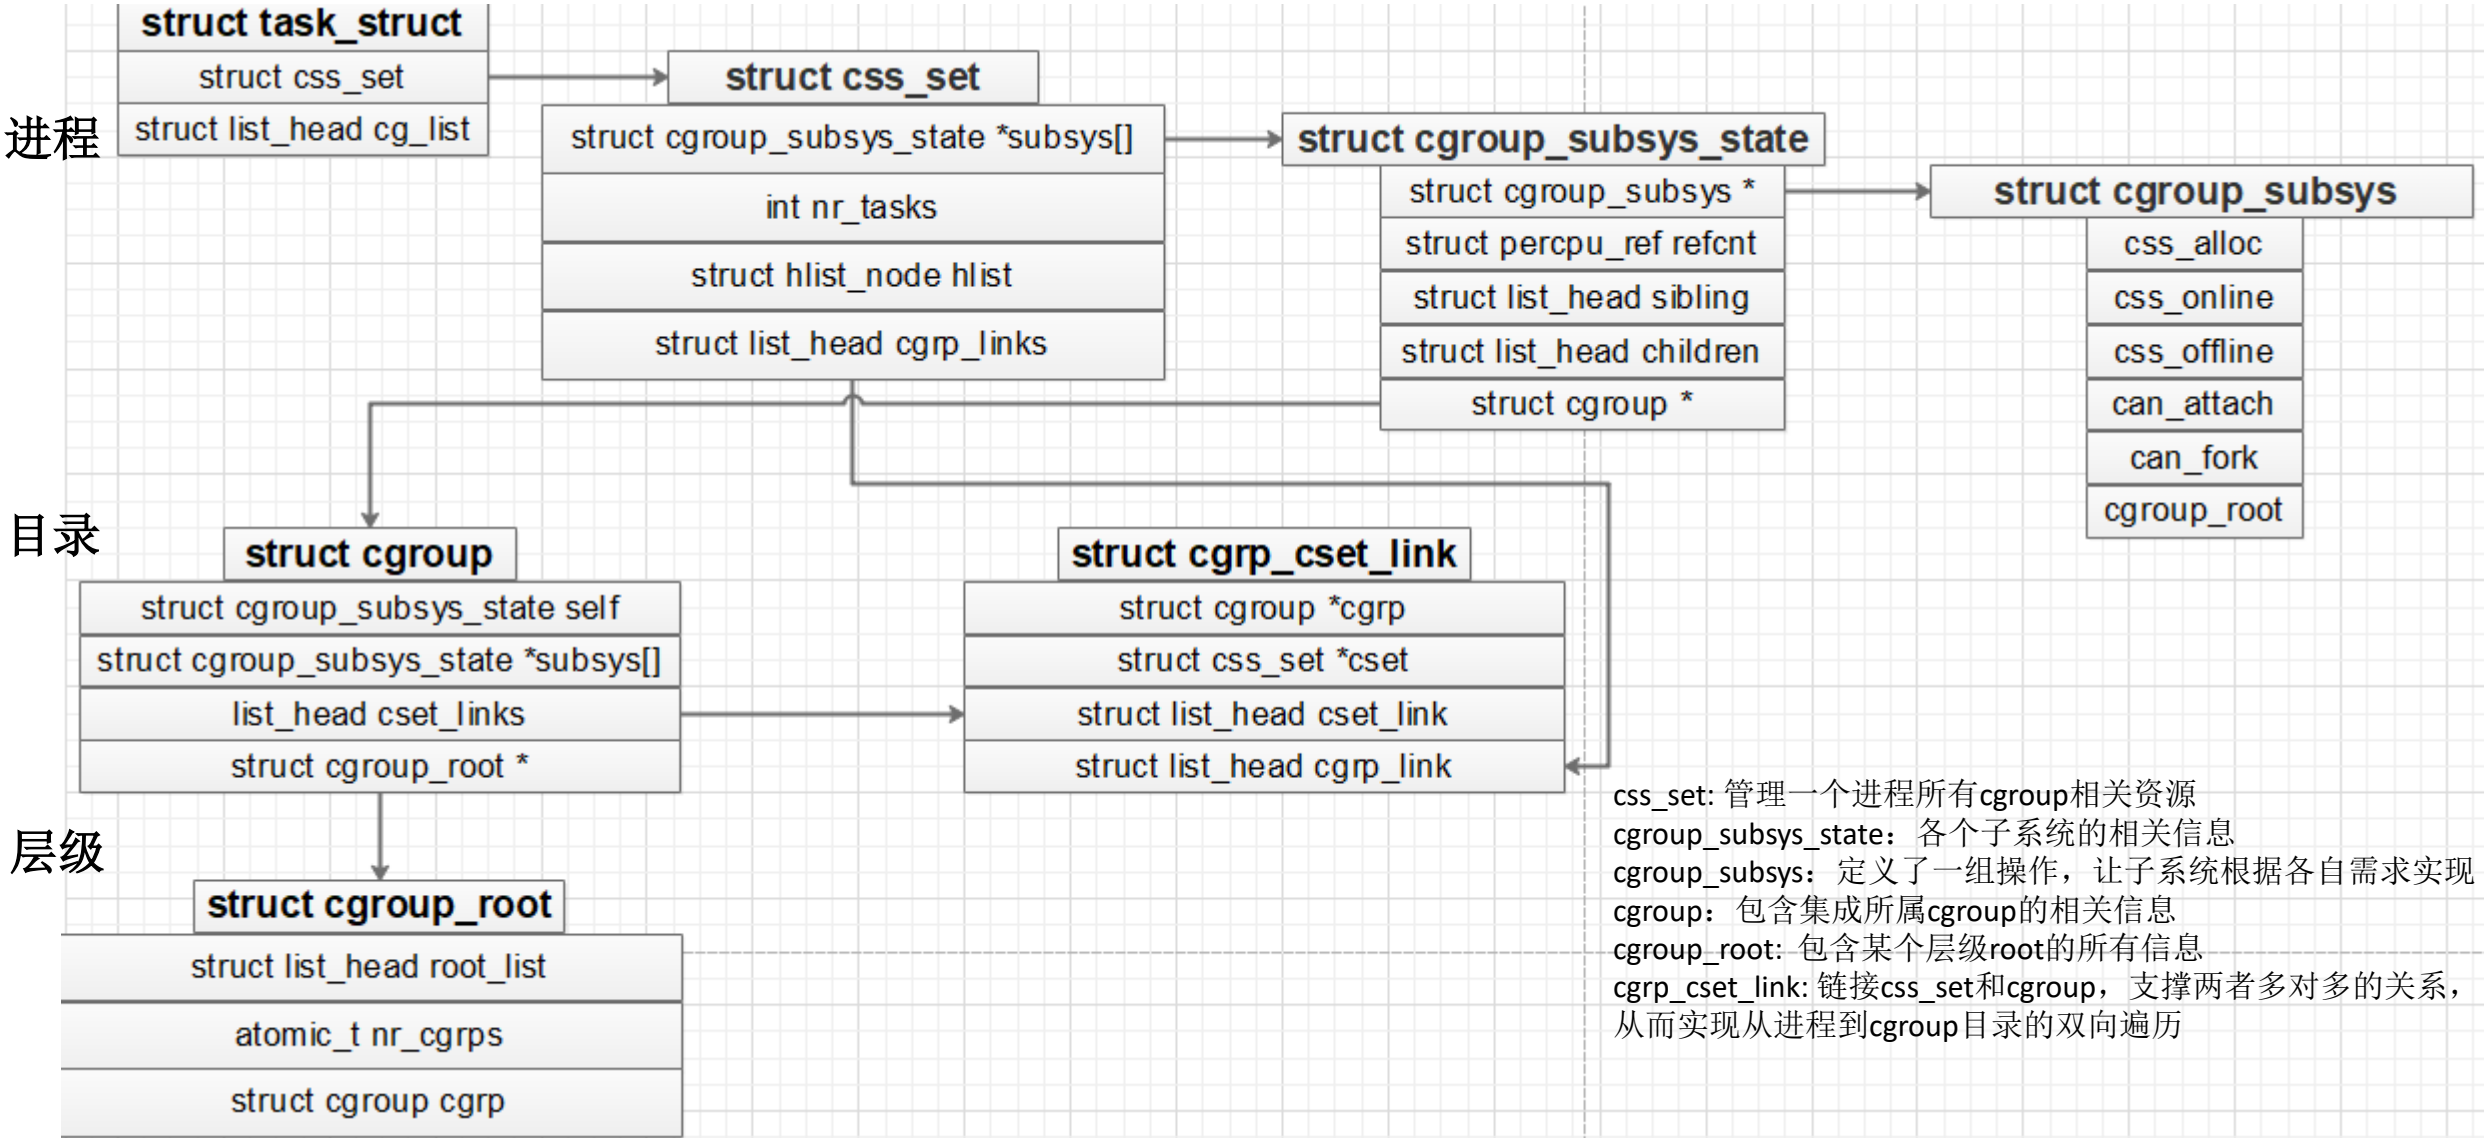 struct task_struct
struct css_set
struct list_head cg_list
进程
struct css_set
struct cgroup_subsys_state *subsys[]
int nr_tasks
struct hlist_node hlist
struct list_head cgrp_links
struct cgroup_subsys_state
struct cgroup_subsys *
struct percpu_ref refcnt
struct list_head sibling
struct list_head children
struct cgroup *
struct cgroup_subsys
css_alloc
css_online
css_offline
can_attach
can_fork
cgroup_root
目录
struct cgroup
struct cgroup_subsys_state self
struct cgroup_subsys_state *subsys[]
list_head cset_links
struct cgroup_root *
struct cgrp_cset_link
struct cgroup *cgrp
struct css_set *cset
struct list_head cset_link
struct list_head cgrp_link
层级
struct cgroup_root
struct list_head root_list
atomic_t nr_cgrps
struct cgroup cgrp
css_set: 管理一个进程所有cgroup相关资源
cgroup_subsys_state：各个子系统的相关信息
cgroup_subsys：定义了一组操作，让子系统根据各自需求实现
cgroup：包含集成所属cgroup的相关信息
cgroup_root: 包含某个层级root的所有信息
cgrp_cset_link: 链接css_set和cgroup，支撑两者多对多的关系，
从而实现从进程到cgroup目录的双向遍历